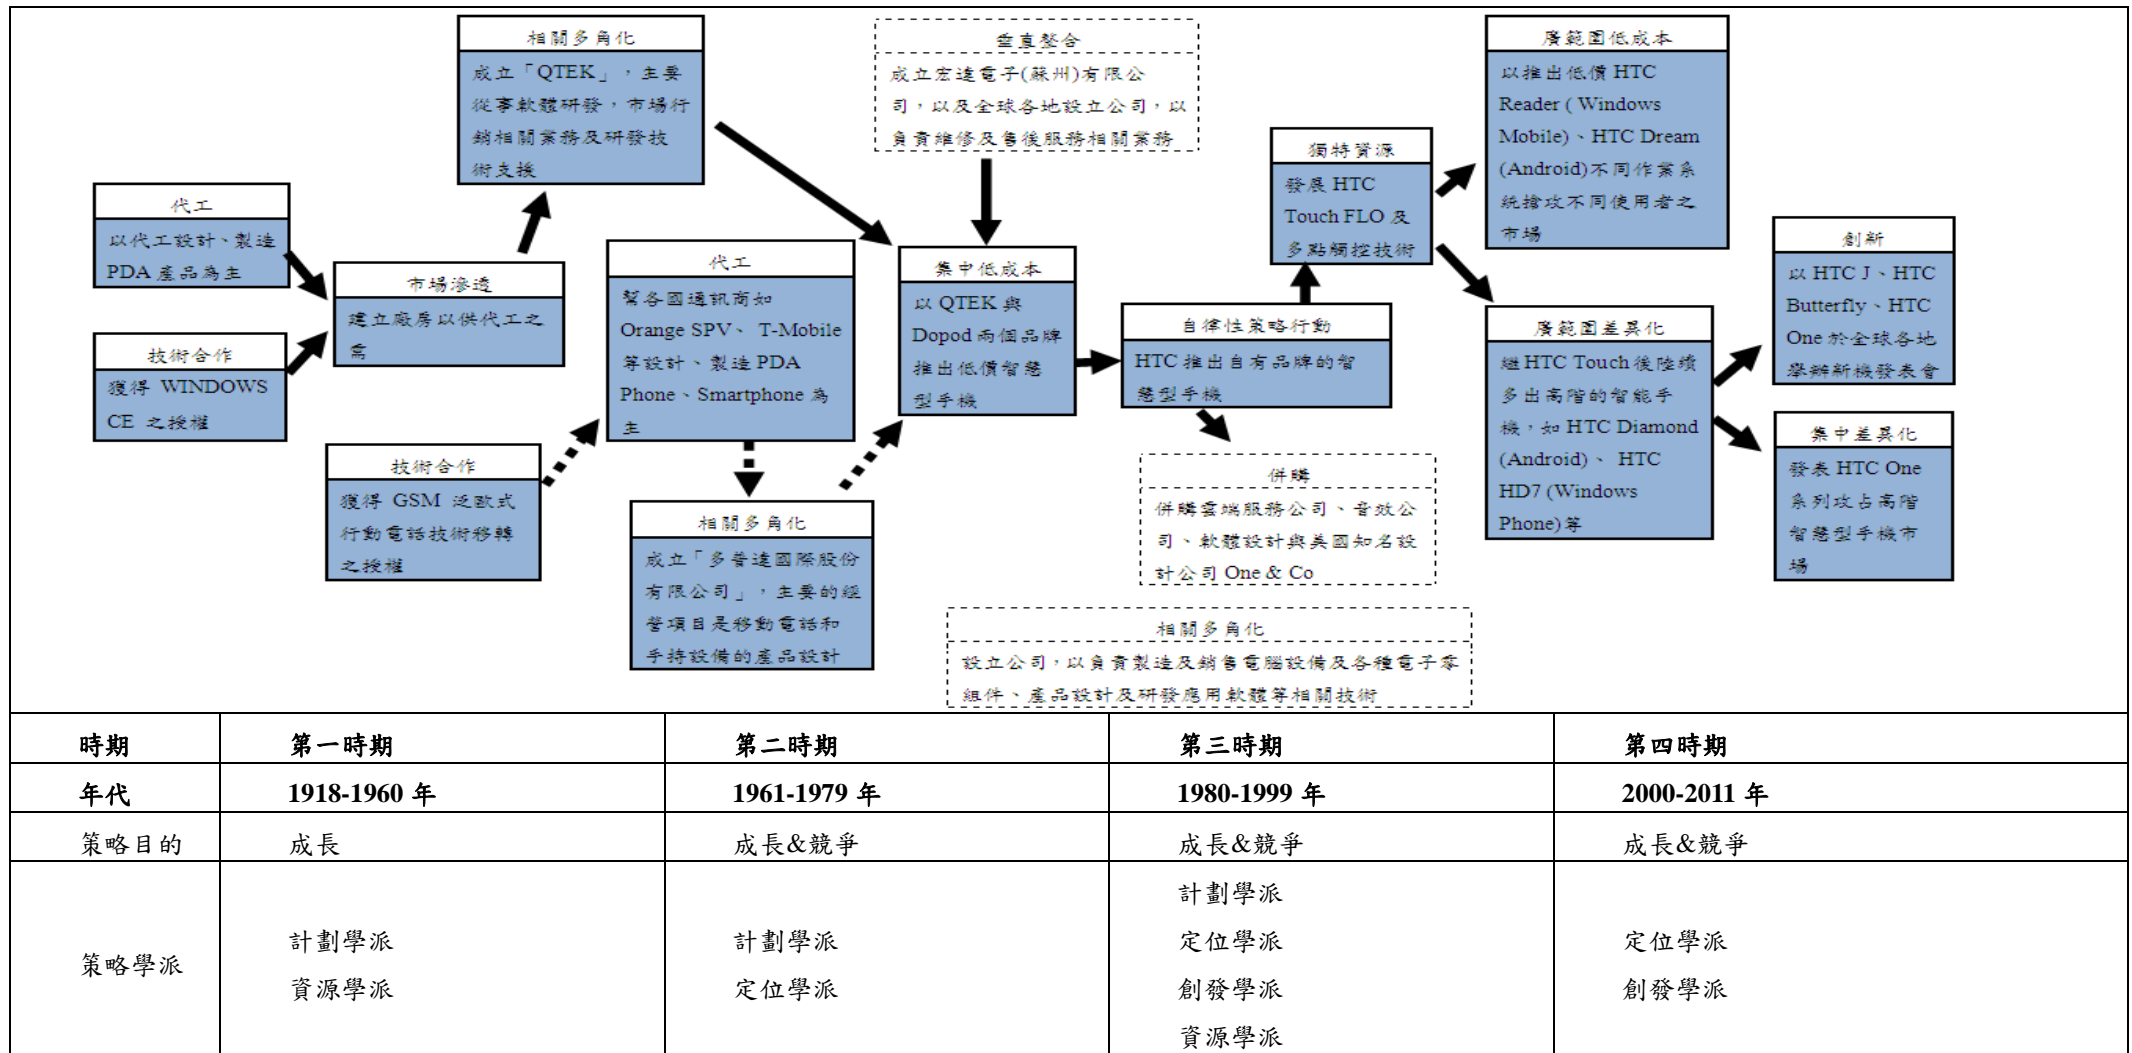 相關多角化
成立「QTEK」，主要
從事軟體研發，市場行
銷相關業務及研發技
術支援
垂直整合
成立宏達電子(蘇州)有限公
司，以及全球各地設立公司，以
負責維修及售後服務相關業務
廣範圍低成本
以推出低價 HTC
Reader ( Windows
Mobile)、HTC Dream
(Android)不同作業系
統搶攻不同使用者之
市場
代工
以代工設計、製造
PDA 產品為主
市場滲透
建立廠房以供代工之
需
技術合作
獲得 WINDOWS
CE 之授權
代工
幫各國通訊商如
Orange SPV、 T-Mobile
等設計、製造 PDA
Phone、Smartphone 為
主
技術合作
獲得 GSM 泛歐式
行動電話技術移轉
之授權
相關多角化
成立「多普達國際股份
有限公司」，主要的經
營項目是移動電話和
手持設備的產品設計
集中低成本
以 QTEK 與
Dopod 兩個品牌
推出低價智慧
型手機
獨特資源
發展 HTC
Touch FLO 及
多點觸控技術
自律性策略行動
HTC 推出自有品牌的智
慧型手機
併購
併購雲端服務公司、音效公
司、軟體設計與美國知名設
計公司 One & Co
相關多角化
設立公司，以負責製造及銷售電腦設備及各種電子零
組件、產品設計及研發應用軟體等相關技術
廣範圍差異化
繼 HTC Touch 後陸續
多出高階的智能手
機，如 HTC Diamond
(Android)、 HTC
HD7 (Windows
Phone)等
創新
以 HTC J、HTC
Butterfly、HTC
One 於全球各地
舉辦新機發表會
集中差異化
發表 HTC One
系列攻占高階
智慧型手機市
場
時期 第一時期 第二時期 第三時期 第四時期
年代 1918-1960 年 1961-1979 年 1980-1999 年 2000-2011 年
策略目的 成長 成長&競爭 成長&競爭 成長&競爭
策略學派
計劃學派
資源學派
計劃學派
定位學派
計劃學派
定位學派
創發學派
資源學派
定位學派
創發學派